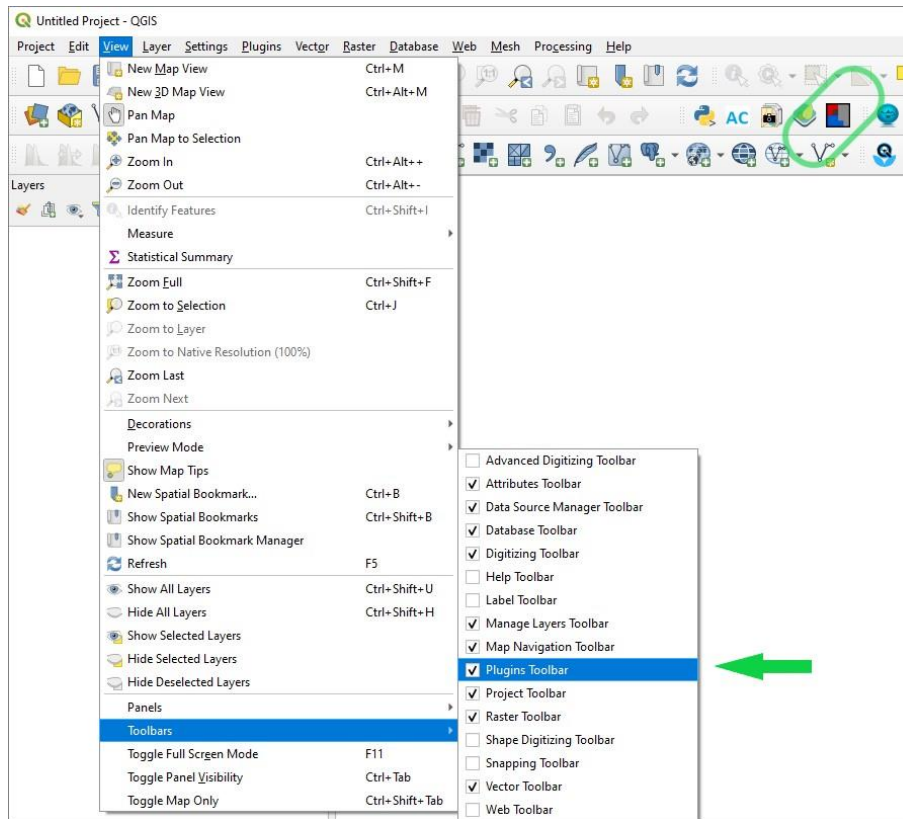 Untitled Project - QGIS
Project Edit View Layer Settings Plugins Vector Raster Database Web Mesh Processing Help
New Map View Ctrl+M
New 3D Map View Ctrl+Alt+M
Pan Map
AC
Pan Map to Selection
Zoom In Ctrl+Alt++
Zoom Out Ctrl+Alt+-
Layers
Identify Features Ctrl+Shift+I
Measure
Statistical Summary
Zoom Full Ctrl+Shift+F
Zoom to Selection Ctrl+J
Zoom to Layer
Zoom to Native Resolution (100%)
Zoom Last
Zoom Next
Decorations
Preview Mode
Show Map Tips
New Spatial Bookmark... Ctrl+B
Show Spatial Bookmarks Ctrl+Shift+B
Show Spatial Bookmark Manager
Refresh F5
Show All Layers Ctrl+Shift+U
Hide All Layers Ctrl+Shift+H
Show Selected Layers
Hide Selected Layers
Hide Deselected Layers
Panels
Toolbars
Toggle Full Screen Mode F11
Toggle Panel Visibility Ctrl+Tab
Toggle Map Only Ctrl+Shift+Tab
Advanced Digitizing Toolbar
Attributes Toolbar
Data Source Manager Toolbar
Database Toolbar
Digitizing Toolbar
Help Toolbar
Label Toolbar
Manage Layers Toolbar
Map Navigation Toolbar
Plugins Toolbar
Project Toolbar
Raster Toolbar
Shape Digitizing Toolbar
Snapping Toolbar
Vector Toolbar
Web Toolbar